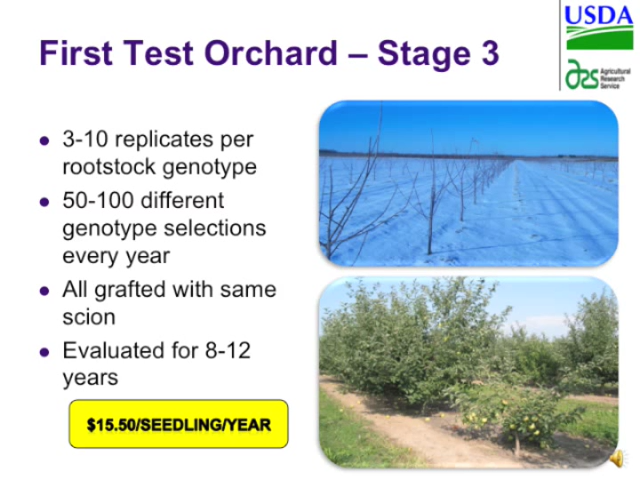 USDA
First Test Orchard – Stage 3
Agricultural
Research
Service
3-10 replicates per
rootstock genotype
50-100 different
genotype selections
every year
All grafted with same
scion
Evaluated for 8-12
years
$15.50/SEEDLING/YEAR